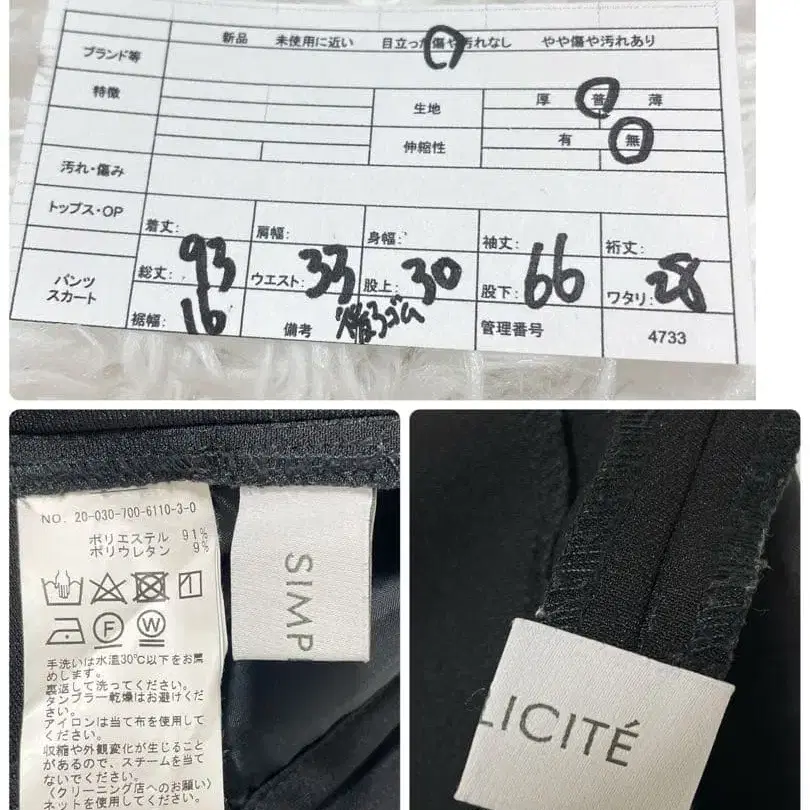 新品 未使用に近い 目立った傷や汚れなし やや傷や汚れあり
ブランド等
特徴
生地 厚 普 薄
伸縮性 有 無
汚れ・傷み
トップス・OP 着丈: 肩幅: 身幅: 袖丈: 裄丈:
パンツ
スカート
総丈: 93 ウエスト: 33 股上: 30 股下: 66 ワタリ: 28
裾幅: 16 備考 後ろゴム 管理番号 4733
NO. 20-030-700-6110-3-0
ポリエステル 91%
ポリウレタン 9%
F
W
手洗いは水温30℃以下をお薦
めします。
裏返して洗ってください。
タンブラー乾燥はお避けくだ
さい。
アイロンは当て布を使用して
ください。
収縮や外観変化が生じること
があるので、スチームを当て
ないでください。
〈クリーニング店へのお願い〉
ネットを使用してください。
SIMP
LICITÉ